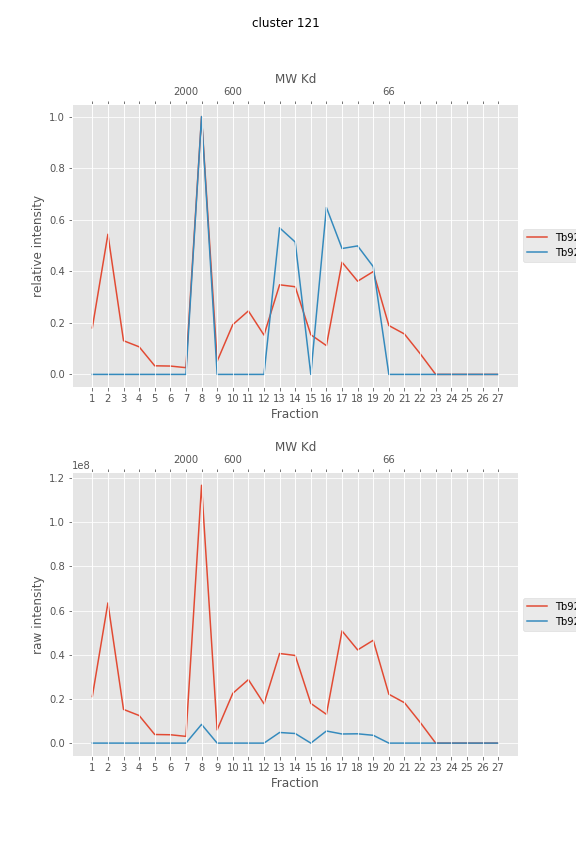 cluster 121
MW Kd
2000 600 66
1.0
0.8
0.6
0.4
0.2
0.0
relative intensity
1 2 3 4 5 6 7 8 9 10 11 12 13 14 15 16 17 18 19 20 21 22 23 24 25 26 27
Fraction
Tb92
Tb92
MW Kd
2000 600 66
1e8
1.2
1.0
0.8
0.6
0.4
0.2
0.0
raw intensity
1 2 3 4 5 6 7 8 9 10 11 12 13 14 15 16 17 18 19 20 21 22 23 24 25 26 27
Fraction
Tb92
Tb92